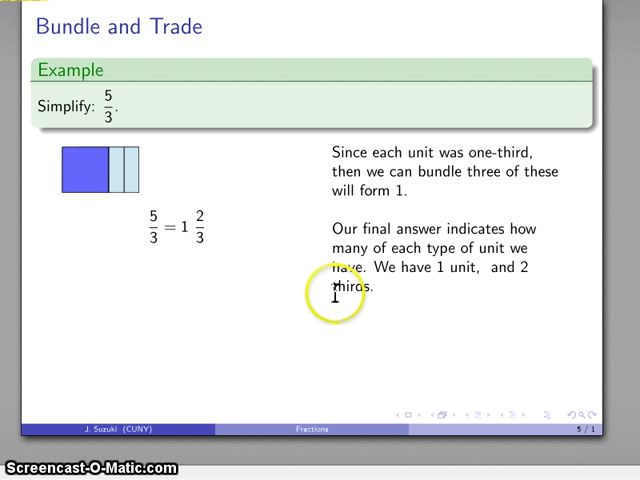 Bundle and Trade
Example
Simplify: 5/3.
Since each unit was one-third,
then we can bundle three of these
will form 1.
5/3 = 1 2/3
Our final answer indicates how
many of each type of unit we
have. We have 1 unit, and 2
thirds.
J. Suzuki (CUNY)
Fractions
5 / 1
Screencast-O-Matic.com